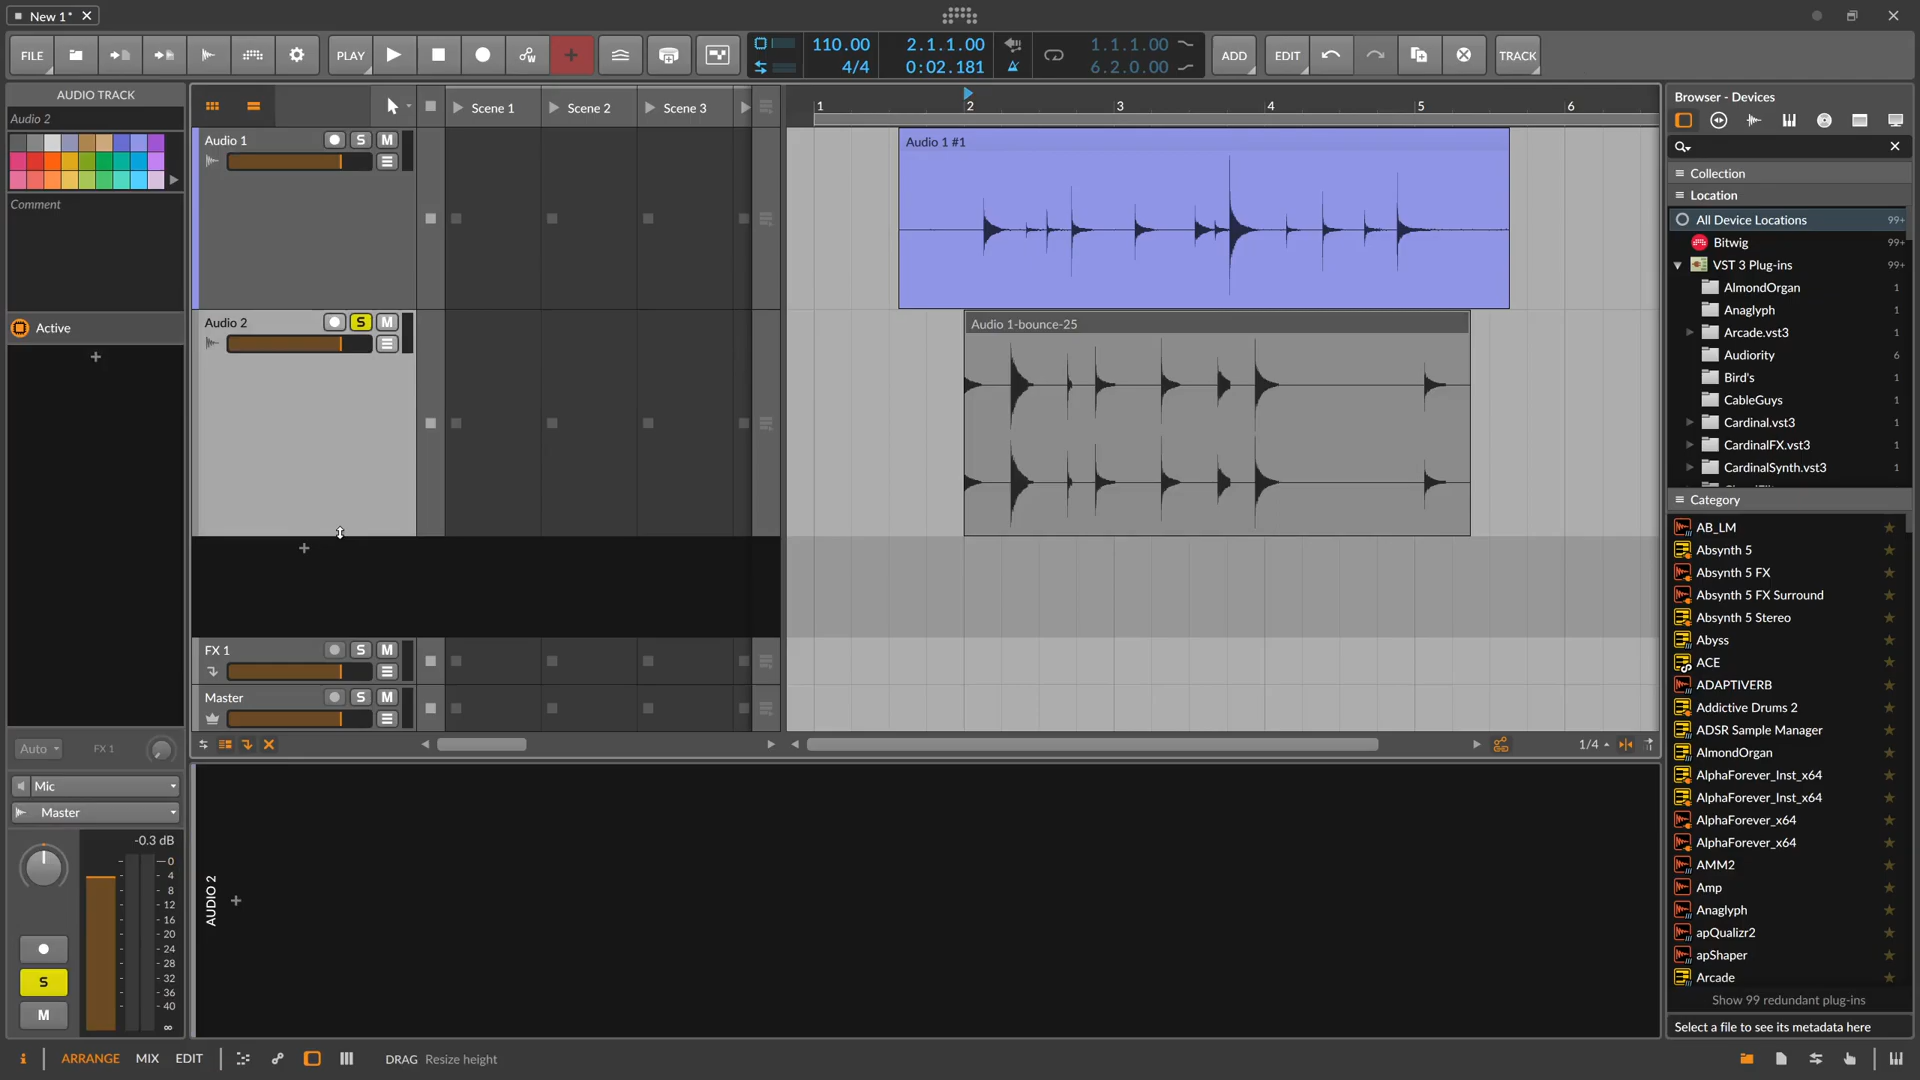 New 1*
FILE
PLAY
110.00
4/4
2.1.1.00
0:02.181
1.1.1.00
6.2.0.00
ADD
EDIT
TRACK
AUDIO TRACK
Audio 2
Comment
Active
Auto
FX 1
Mic
Master
-0.3 dB
0
4
8
12
16
20
24
28
32
36
40
∞
S
M
Scene 1
Scene 2
Scene 3
Audio 1
S
M
Audio 2
S
M
FX 1
S
M
Master
S
M
1
2
3
4
5
6
Audio 1 #1
Audio 1-bounce-25
1/4
AUDIO 2
Browser - Devices
Collection
Location
All Device Locations 99+
Bitwig 99+
VST 3 Plug-ins 99+
AlmondOrgan 1
Anaglyph 1
Arcade.vst3 1
Audiority 6
Bird's 1
CableGuys 1
Cardinal.vst3 1
CardinalFX.vst3 1
CardinalSynth.vst3 1
Category
AB_LM
Absynth 5
Absynth 5 FX
Absynth 5 FX Surround
Absynth 5 Stereo
Abyss
ACE
ADAPTIVERB
Addictive Drums 2
ADSR Sample Manager
AlmondOrgan
AlphaForever_Inst_x64
AlphaForever_Inst_x64
AlphaForever_x64
AlphaForever_x64
AMM2
Amp
Anaglyph
apQualizr2
apShaper
Arcade
Show 99 redundant plug-ins
Select a file to see its metadata here
ARRANGE
MIX
EDIT
DRAG Resize height